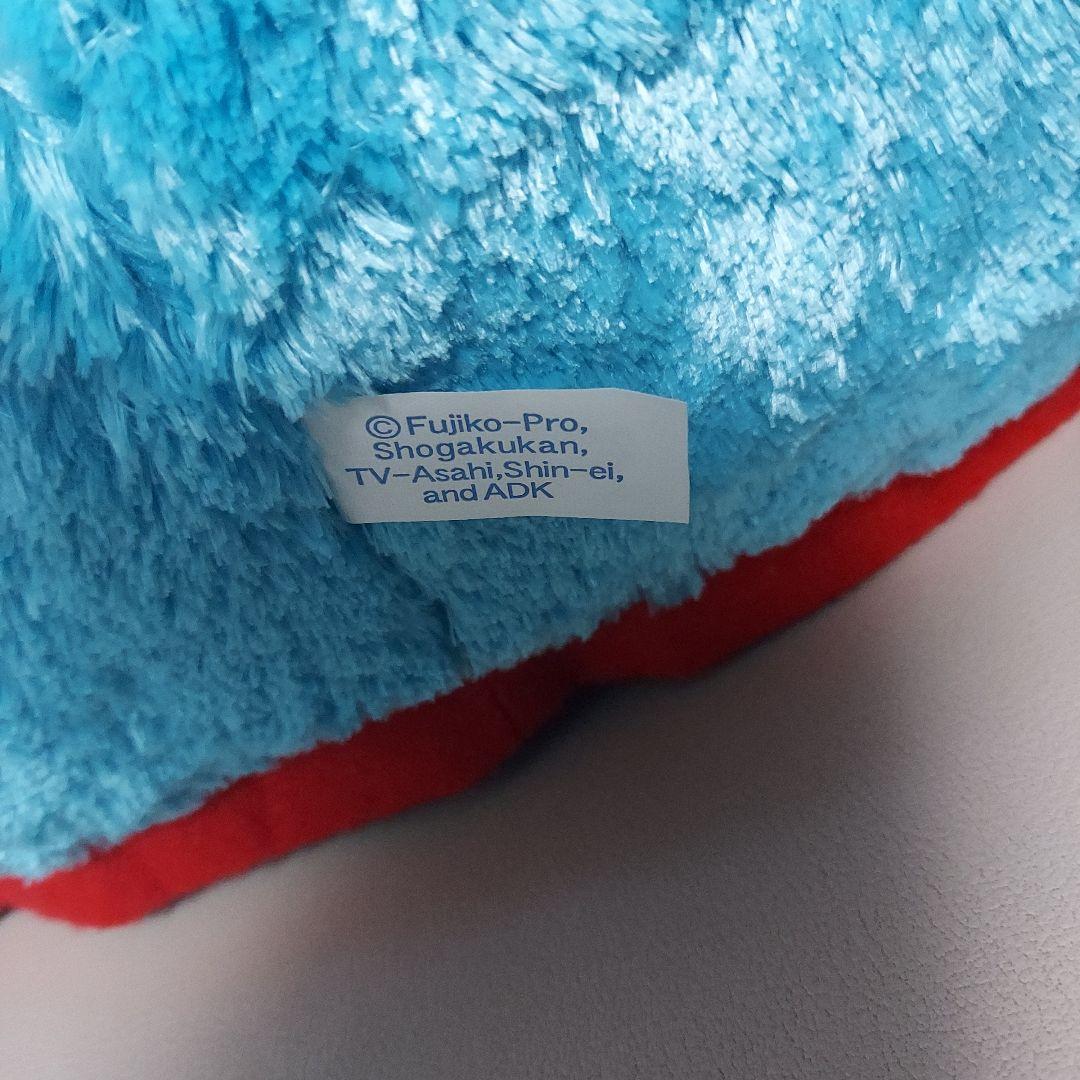 ©Fujiko-Pro,
Shogakukan,
TV-Asahi,Shin-ei,
and ADK